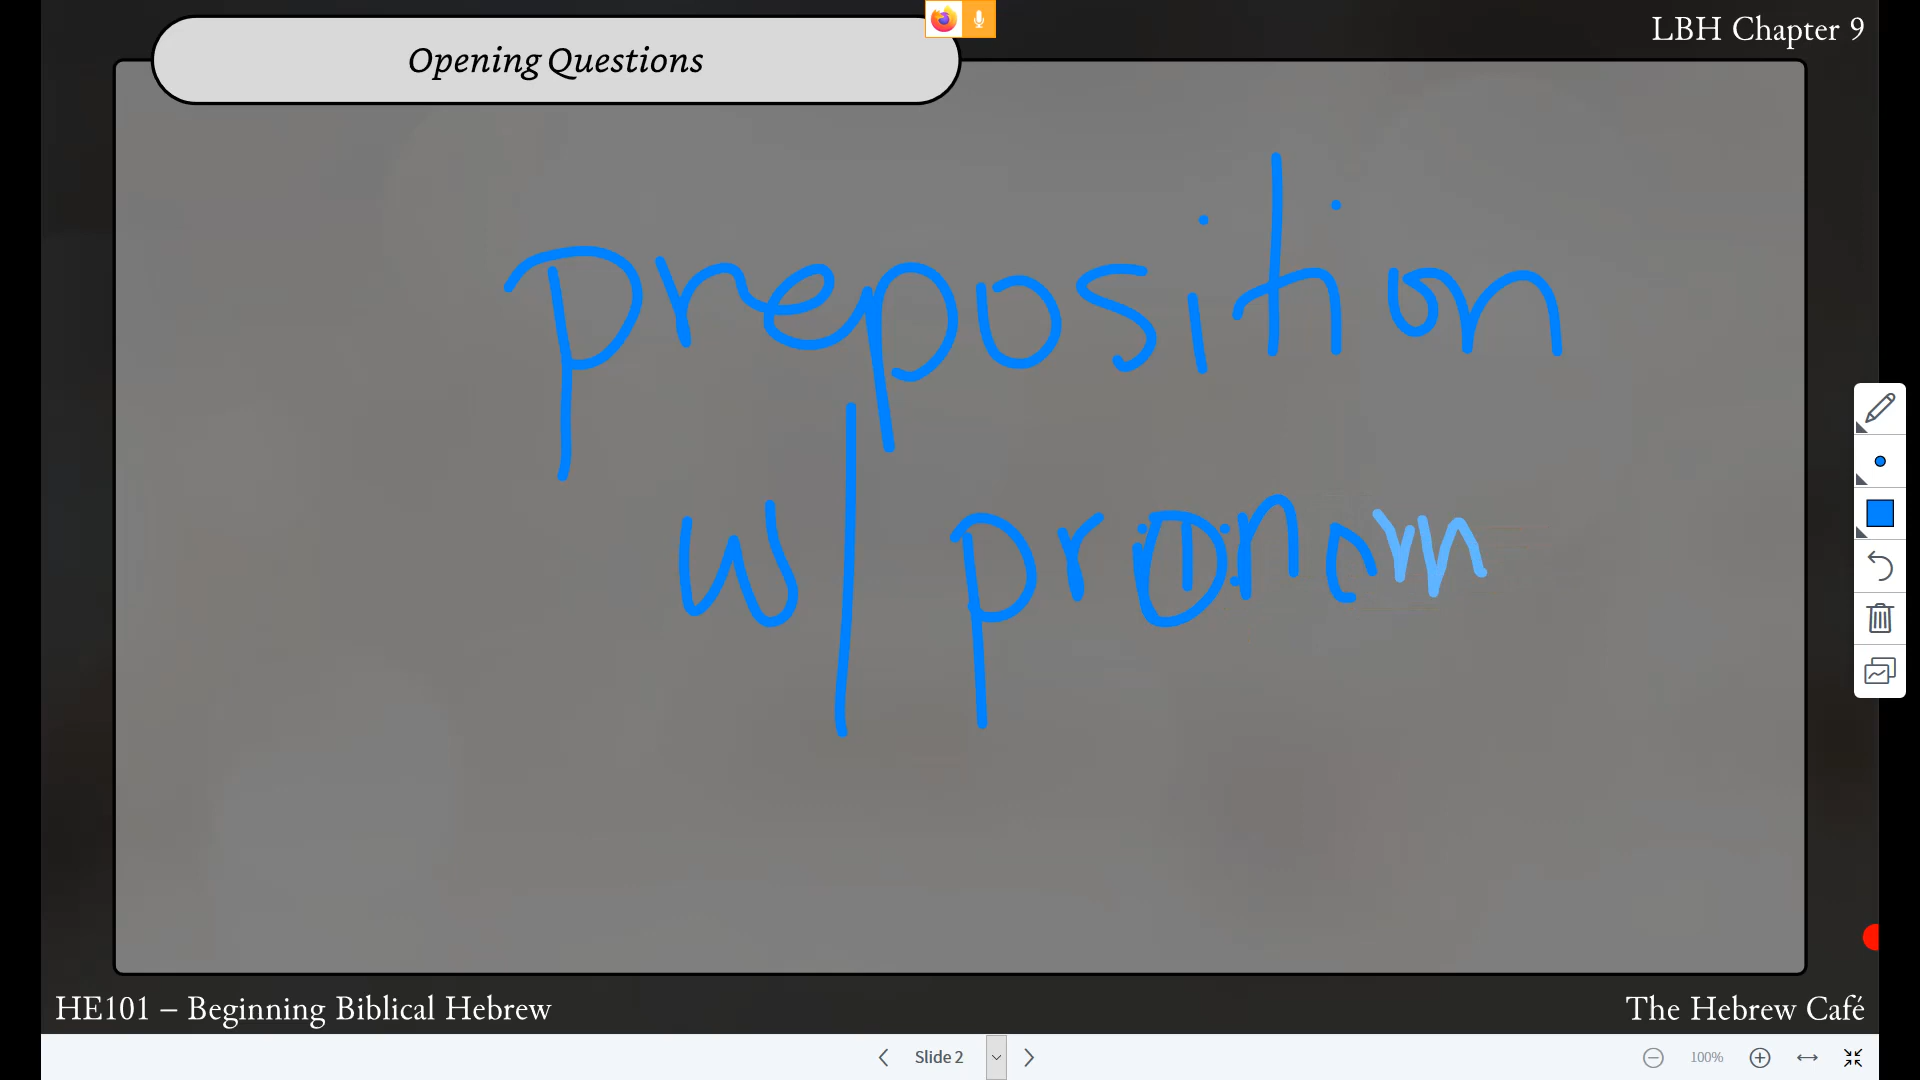 LBH Chapter 9
Opening Questions
preposition
w/ pronoun
HE101 – Beginning Biblical Hebrew
The Hebrew Café
Slide 2
100%